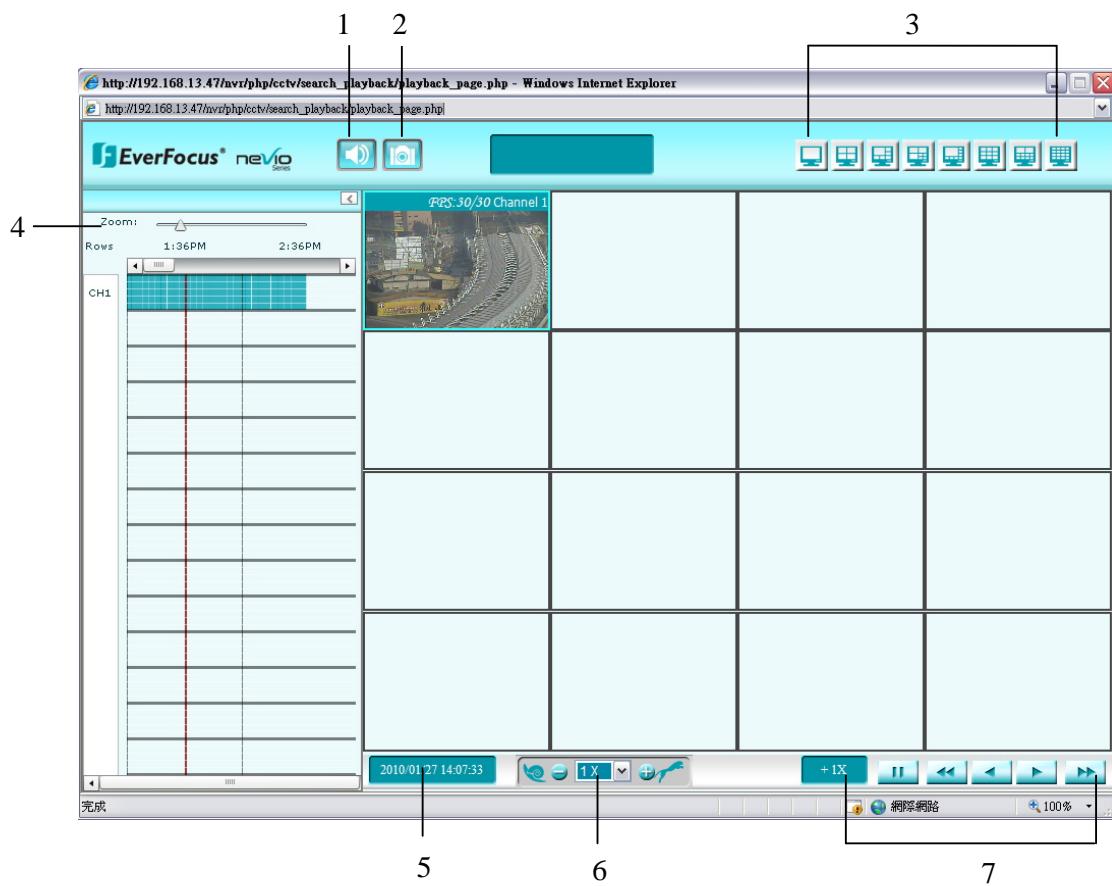 1 2 3
http://192.168.13.47/nvr/php/cctv/search_playback/playback_page.php - Windows Internet Explorer
http://192.168.13.47/nvr/php/cctv/search_playback/playback_page.php
EverFocus® nevio Series
4
Zoom:
Rows 1:36PM 2:36PM
CH1
FPS:30/30 Channel 1
2010/01/27 14:07:33
1 X
+ 1X
完成
網際網路
100%
5 6 7